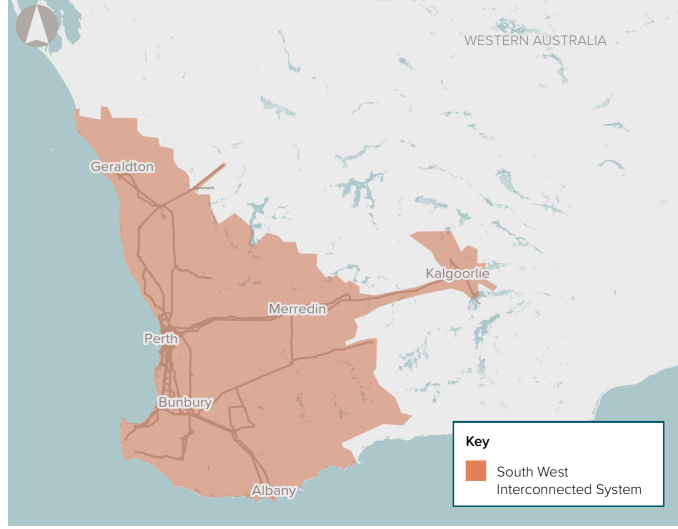 WESTERN AUSTRALIA
Geraldton
Kalgoorlie
Merredin
Perth
Bunbury
Albany
Key
South West
Interconnected System